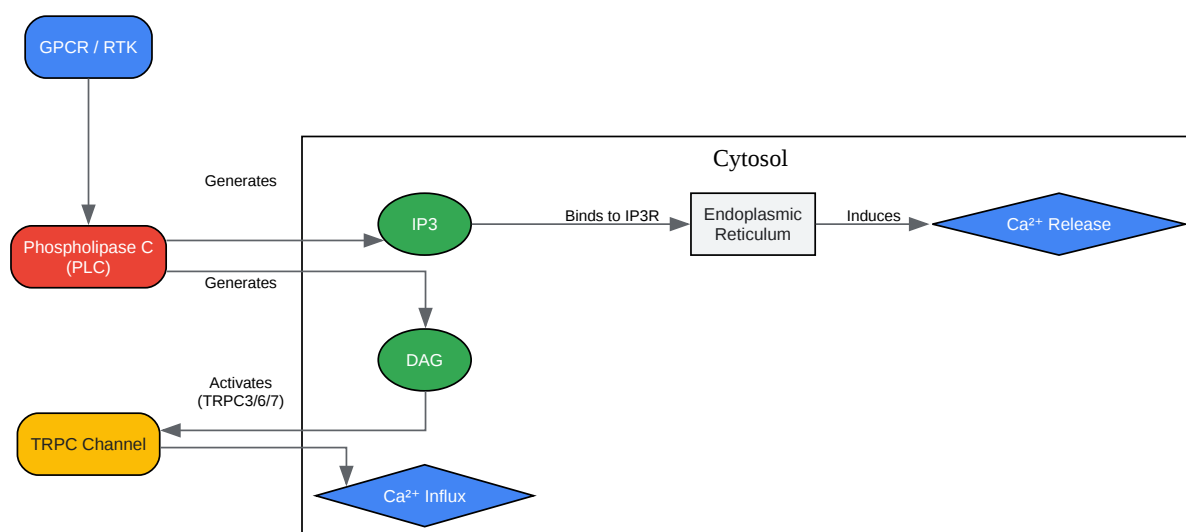 GPCR / RTK
Cytosol
Generates
IP3
Binds to IP3R
Endoplasmic
Reticulum
Induces
Ca²⁺ Release
Phospholipase C
(PLC)
Generates
DAG
Activates
(TRPC3/6/7)
TRPC Channel
Ca²⁺ Influx